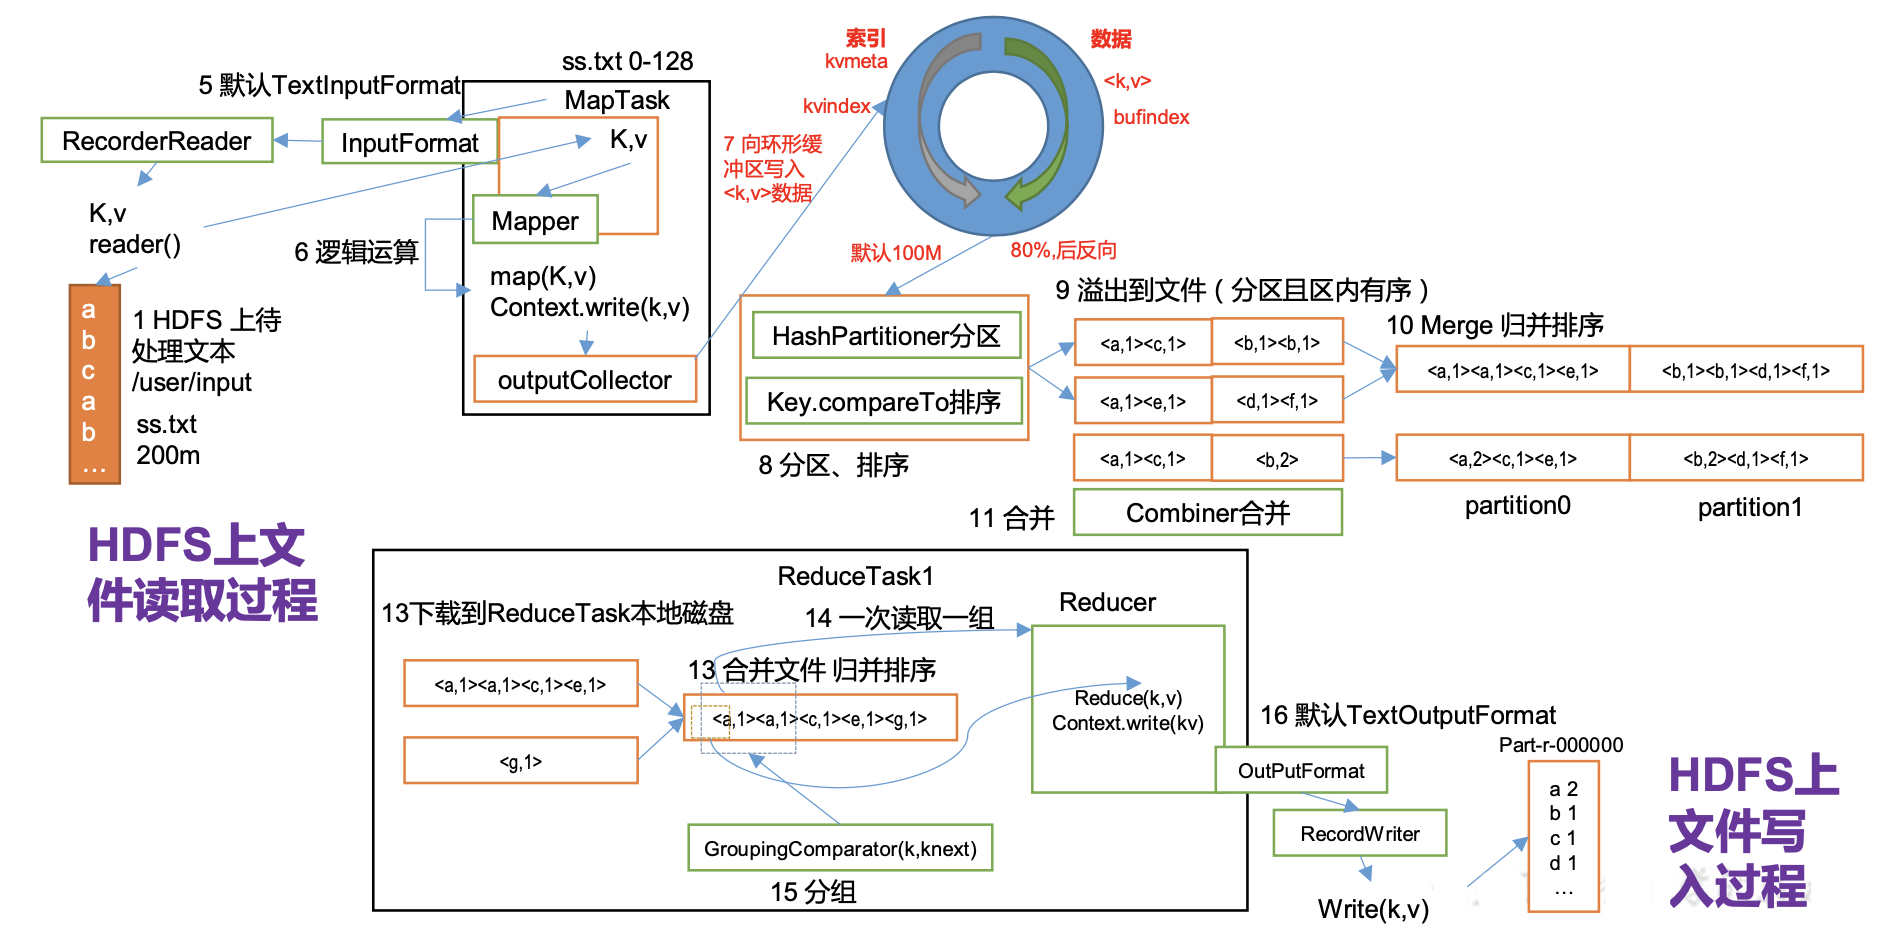 ss.txt 0-128
5 默认TextInputFormat
MapTask
RecorderReader
InputFormat
K,v
Mapper
K,v
reader()
6 逻辑运算
map(K,v)
Context.write(k,v)
outputCollector
a
b
c
a
b
...
1 HDFS 上待
处理文本
/user/input
ss.txt
200m
索引
kvmeta
kvindex
数据
<k,v>
bufindex
7 向环形缓
冲区写入
<k,v>数据
默认100M
80%,后反向
HashPartitioner分区
Key.compareTo排序
8 分区、排序
9 溢出到文件（分区且区内有序）
<a,1><c,1>
<b,1><b,1>
<a,1><e,1>
<d,1><f,1>
<a,1><c,1>
<b,2>
10 Merge 归并排序
<a,1><a,1><c,1><e,1>
<b,1><b,1><d,1><f,1>
<a,2><c,1><e,1>
<b,2><d,1><f,1>
partition0
partition1
11 合并
Combiner合并
HDFS上文
件读取过程
ReduceTask1
13下载到ReduceTask本地磁盘
14 一次读取一组
Reducer
<a,1><a,1><c,1><e,1>
<g,1>
13 合并文件 归并排序
<a,1><a,1><c,1><e,1><g,1>
Reduce(k,v)
Context.write(kv)
GroupingComparator(k,knext)
15 分组
16 默认TextOutputFormat
OutPutFormat
RecordWriter
Write(k,v)
Part-r-000000
a 2
b 1
c 1
d 1
...
HDFS上
文件写
入过程